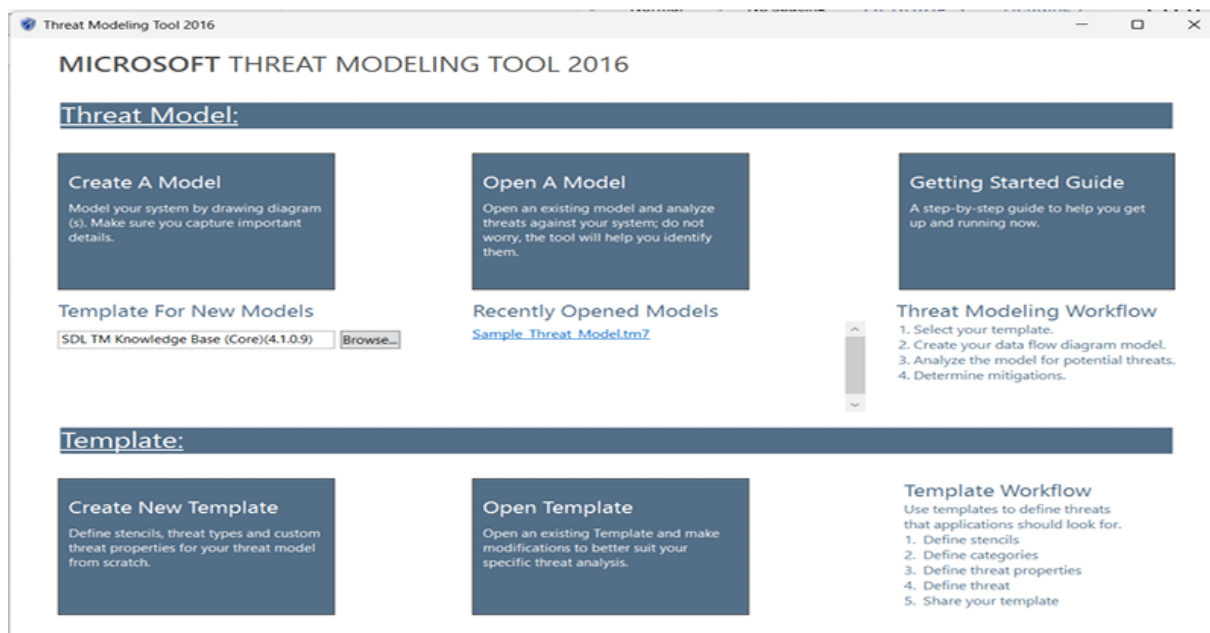 Threat Modeling Tool 2016
MICROSOFT THREAT MODELING TOOL 2016
Threat Model:
Create A Model
Model your system by drawing diagram
(s). Make sure you capture important
details.
Open A Model
Open an existing model and analyze
threats against your system; do not
worry, the tool will help you identify
them.
Getting Started Guide
A step-by-step guide to help you get
up and running now.
Template For New Models
SDL TM Knowledge Base (Core)(4.1.0.9)
Browse...
Recently Opened Models
Sample_Threat_Model.tm7
Threat Modeling Workflow
1. Select your template.
2. Create your data flow diagram model.
3. Analyze the model for potential threats.
4. Determine mitigations.
Template:
Create New Template
Define stencils, threat types and custom
threat properties for your threat model
from scratch.
Open Template
Open an existing Template and make
modifications to better suit your
specific threat analysis.
Template Workflow
Use templates to define threats
that applications should look for.
1. Define stencils
2. Define categories
3. Define threat properties
4. Define threat
5. Share your template